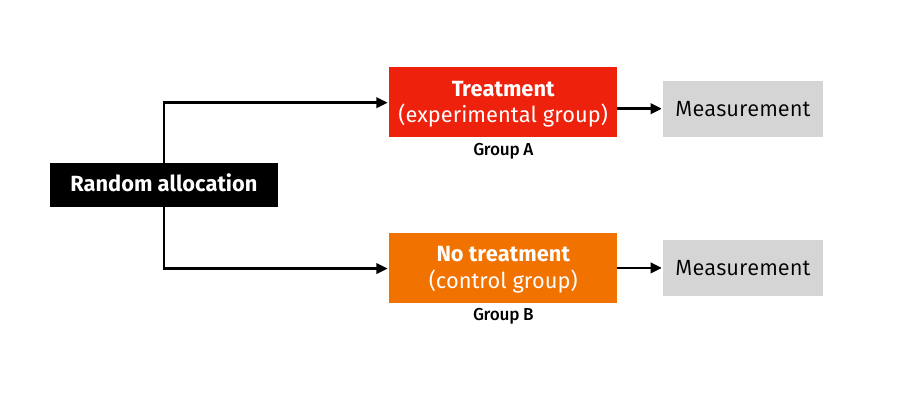 Treatment
(experimental group)
Measurement
Group A
Random allocation
No treatment
(control group)
Measurement
Group B